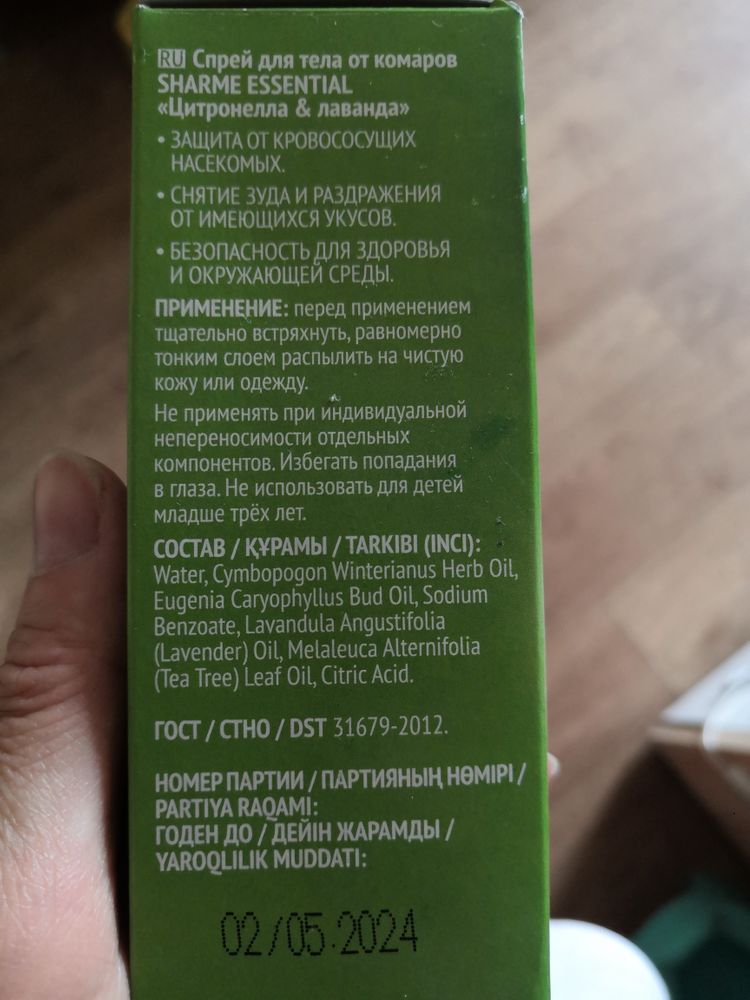 RU Спрей для тела от комаров
SHARME ESSENTIAL
«Цитронелла & лаванда»
• ЗАЩИТА ОТ КРОВОСОСУЩИХ
НАСЕКОМЫХ.
• СНЯТИЕ ЗУДА И РАЗДРАЖЕНИЯ
ОТ ИМЕЮЩИХСЯ УКУСОВ.
• БЕЗОПАСНОСТЬ ДЛЯ ЗДОРОВЬЯ
И ОКРУЖАЮЩЕЙ СРЕДЫ.
ПРИМЕНЕНИЕ: перед применением
тщательно встряхнуть, равномерно
тонким слоем распылить на чистую
кожу или одежду.
Не применять при индивидуальной
непереносимости отдельных
компонентов. Избегать попадания
в глаза. Не использовать для детей
младше трёх лет.
СОСТАВ / ҚҰРАМЫ / TARKIBI (INCI):
Water, Cymbopogon Winterianus Herb Oil,
Eugenia Caryophyllus Bud Oil, Sodium
Benzoate, Lavandula Angustifolia
(Lavender) Oil, Melaleuca Alternifolia
(Tea Tree) Leaf Oil, Citric Acid.
ГОСТ / СТНО / DST 31679-2012.
НОМЕР ПАРТИИ / ПАРТИЯНЫҢ НӨМІРІ /
PARTIYA RAQAMI:
ГОДЕН ДО / ДЕЙІН ЖАРАМДЫ /
YAROQLILIK MUDDATI:
02/05.2024